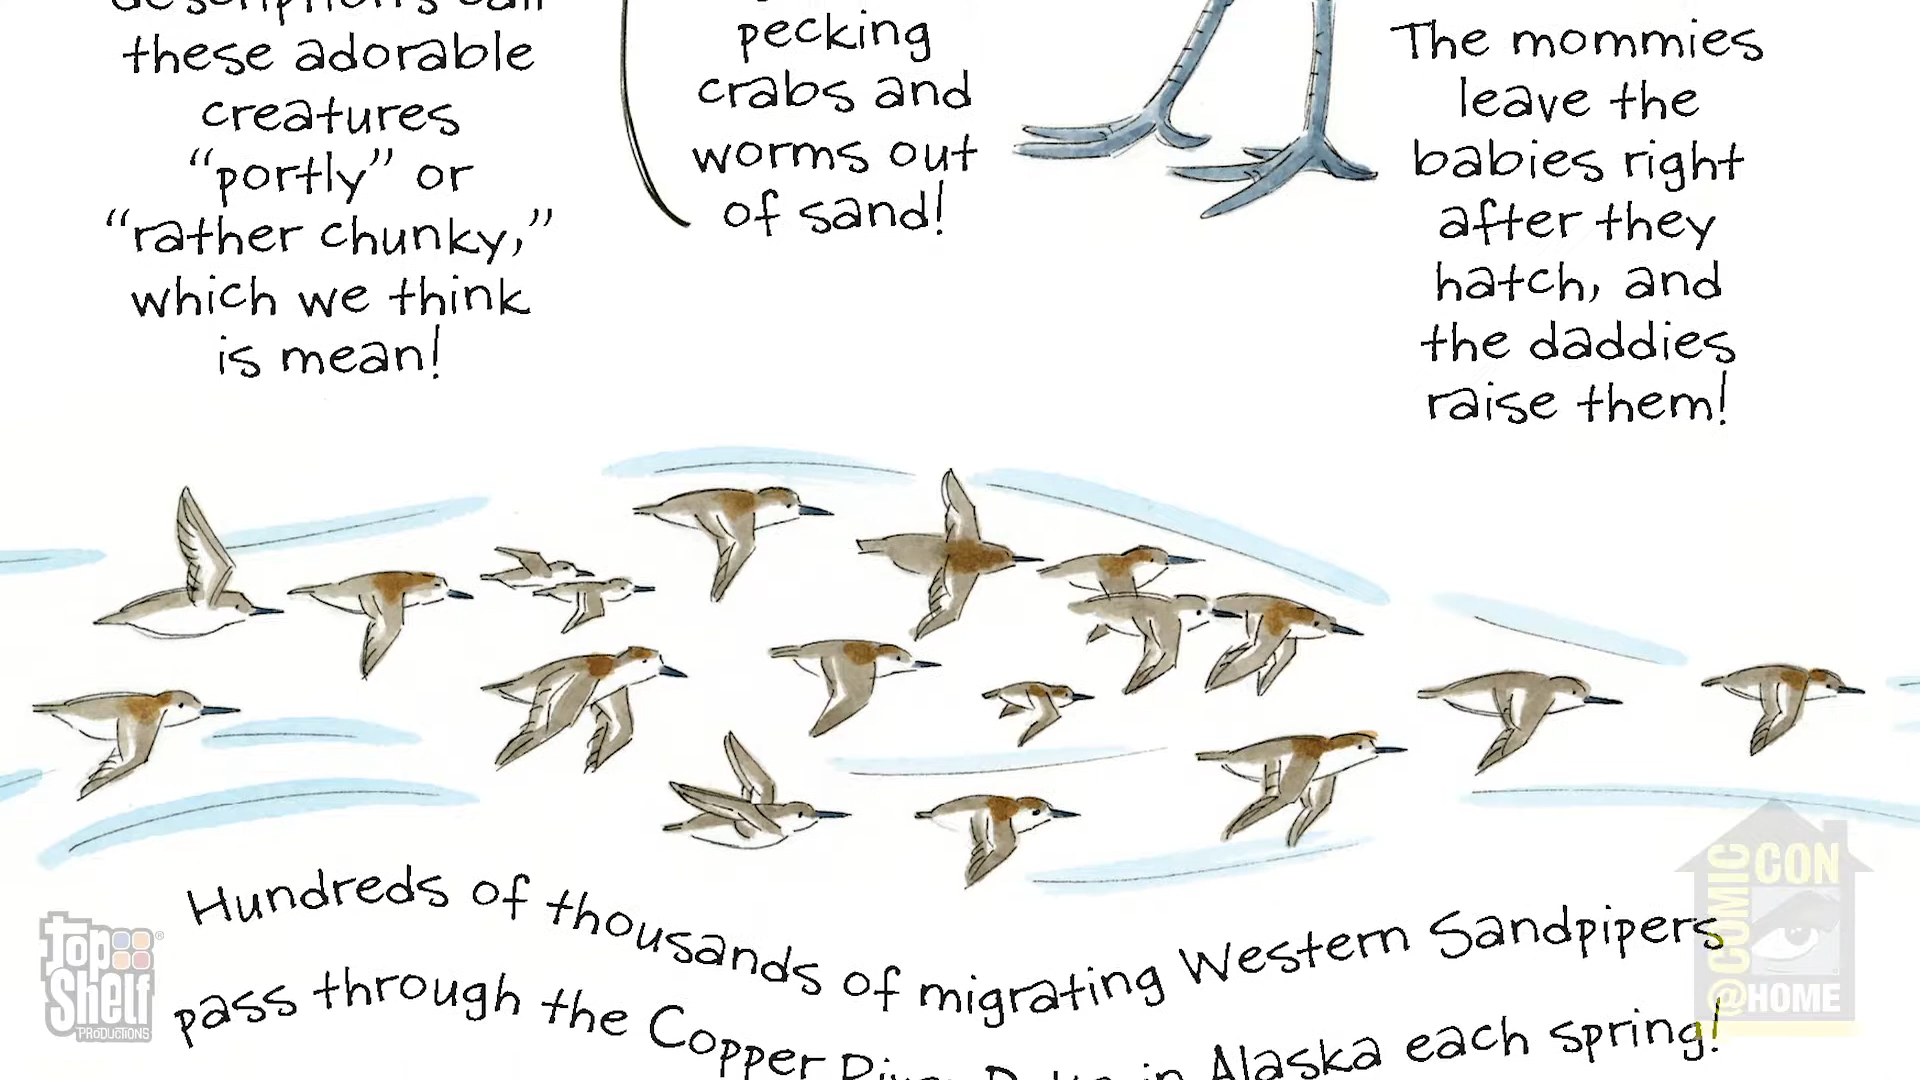 these adorable
creatures
“portly” or
“rather chunky,”
which we think
is mean!
pecking
crabs and
worms out
of sand!
The mommies
leave the
babies right
after they
hatch, and
the daddies
raise them!
Hundreds of thousands of migrating Western Sandpipers
pass through the Copper in Alaska each spring!
Top Shelf
PRODUCTIONS
COMIC CON
@HOME